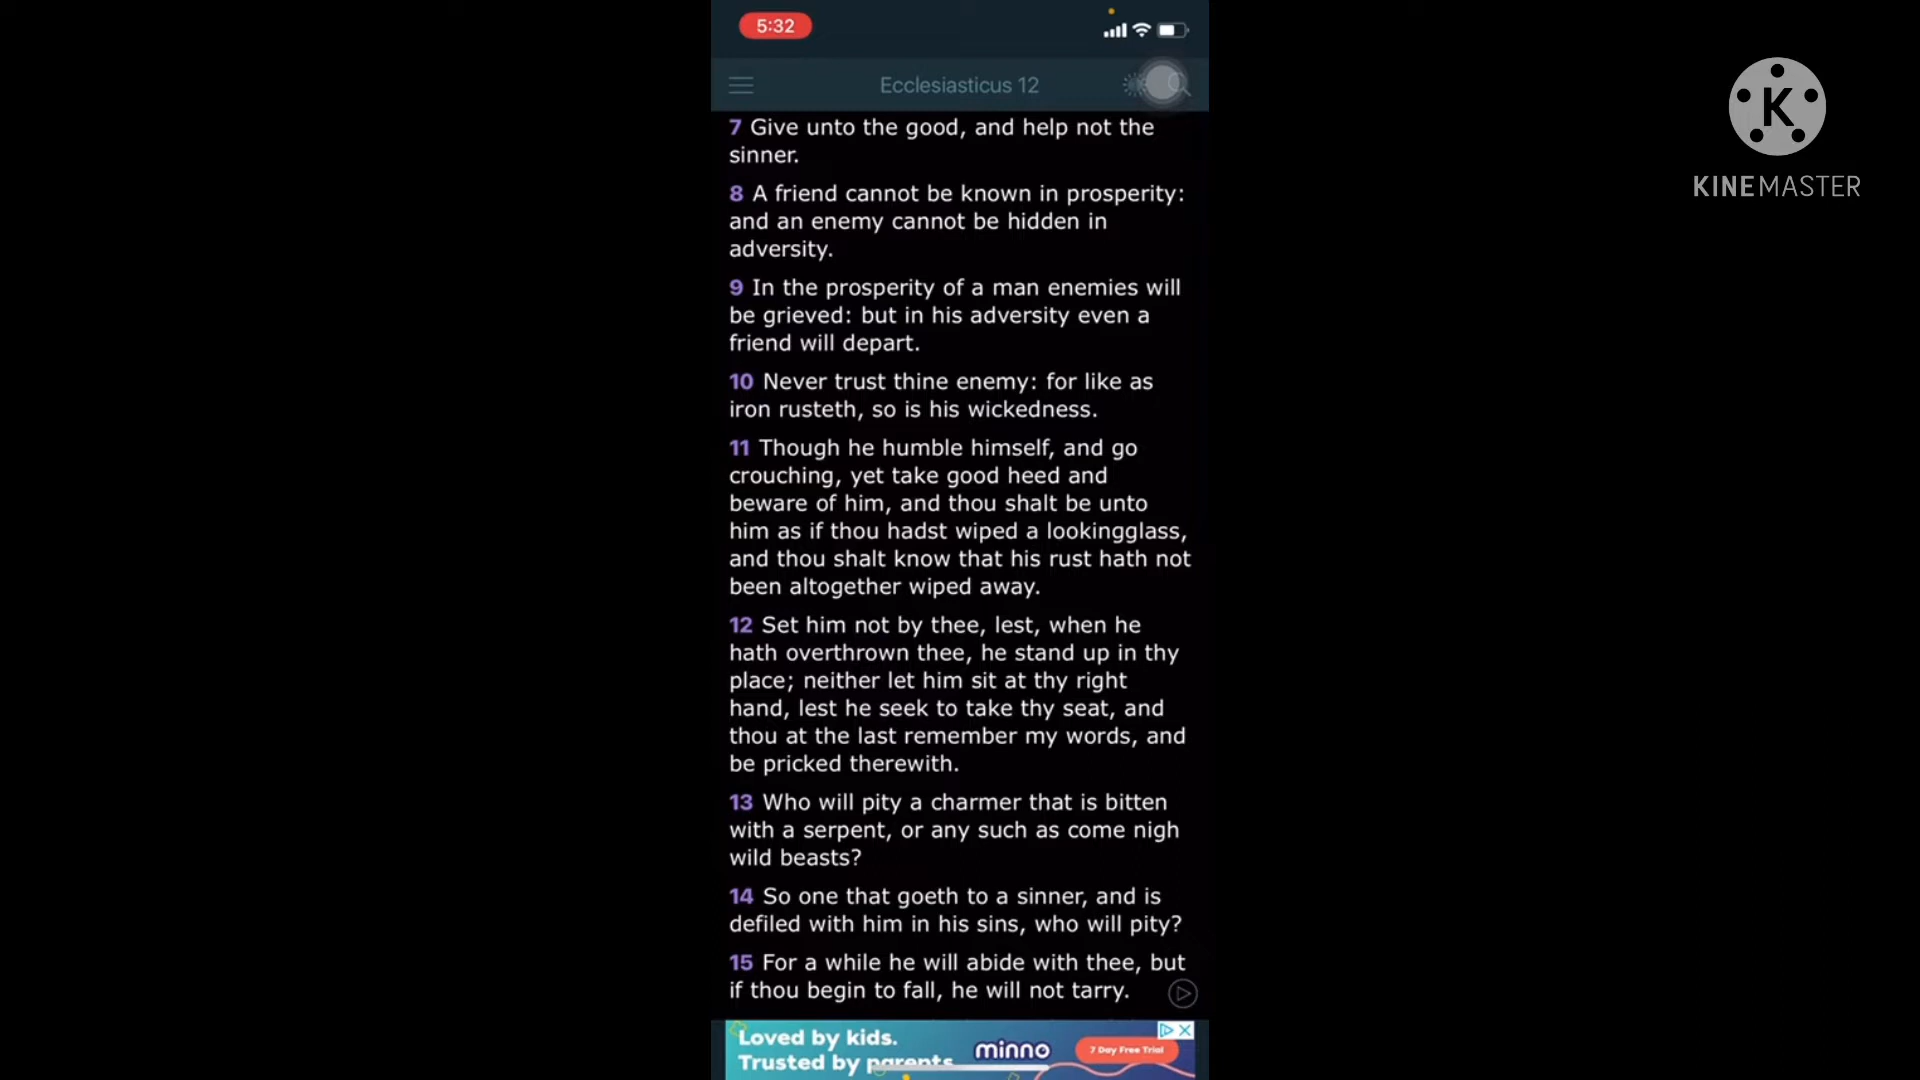 5:32
Ecclesiasticus 12
KINEMASTER
7 Give unto the good, and help not the
sinner.
8 A friend cannot be known in prosperity:
and an enemy cannot be hidden in
adversity.
9 In the prosperity of a man enemies will
be grieved: but in his adversity even a
friend will depart.
10 Never trust thine enemy: for like as
iron rusteth, so is his wickedness.
11 Though he humble himself, and go
crouching, yet take good heed and
beware of him, and thou shalt be unto
him as if thou hadst wiped a lookingglass,
and thou shalt know that his rust hath not
been altogether wiped away.
12 Set him not by thee, lest, when he
hath overthrown thee, he stand up in thy
place; neither let him sit at thy right
hand, lest he seek to take thy seat, and
thou at the last remember my words, and
be pricked therewith.
13 Who will pity a charmer that is bitten
with a serpent, or any such as come nigh
wild beasts?
14 So one that goeth to a sinner, and is
defiled with him in his sins, who will pity?
15 For a while he will abide with thee, but
if thou begin to fall, he will not tarry.
Loved by kids.
Trusted by parents.
minno
7 Day Free Trial